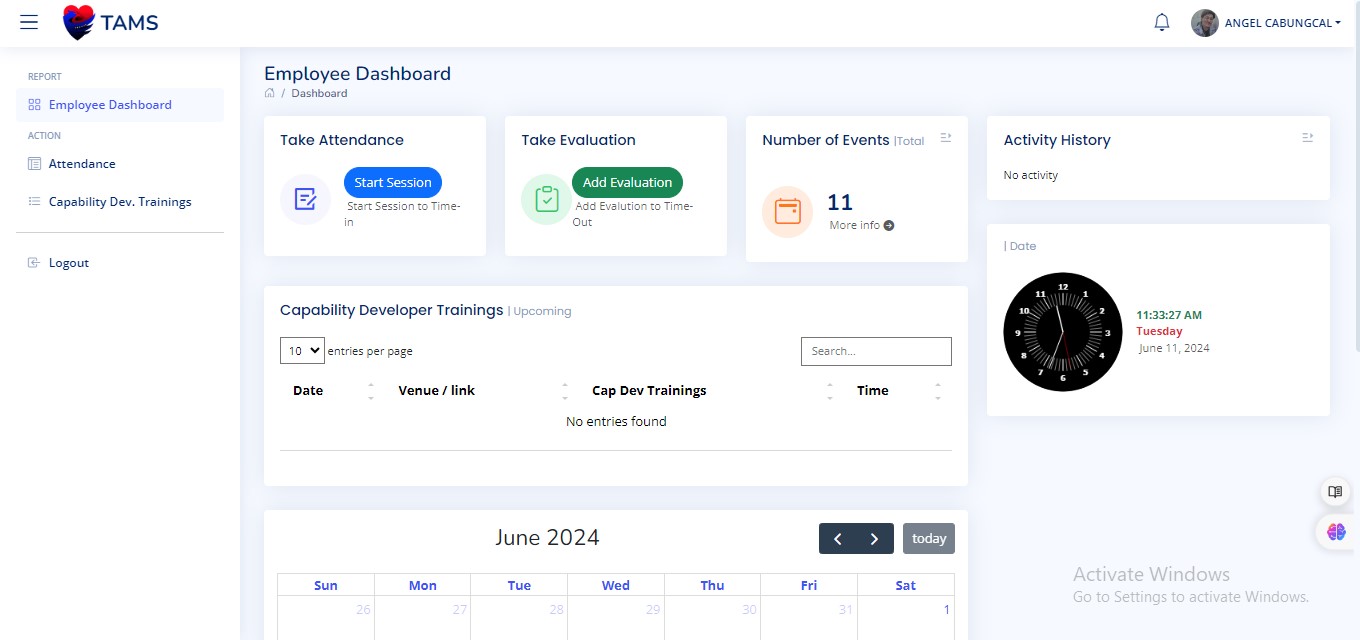 TAMS
ANGEL CABUNGCAL
REPORT
Employee Dashboard
ACTION
Attendance
Capability Dev. Trainings
Logout
Employee Dashboard
/ Dashboard
Take Attendance
Start Session
Start Session to Time-
in
Take Evaluation
Add Evaluation
Add Evalution to Time-
Out
Number of Events |Total
11
More info
Activity History
No activity
| Date
12
1
2
3
4
5
6
7
8
9
10
11
11:33:27 AM
Tuesday
June 11, 2024
Capability Developer Trainings | Upcoming
10 entries per page
Search...
Date Venue / link Cap Dev Trainings Time
No entries found
June 2024
today
Sun Mon Tue Wed Thu Fri Sat
26 27 28 29 30 31 1
Activate Windows
Go to Settings to activate Windows.